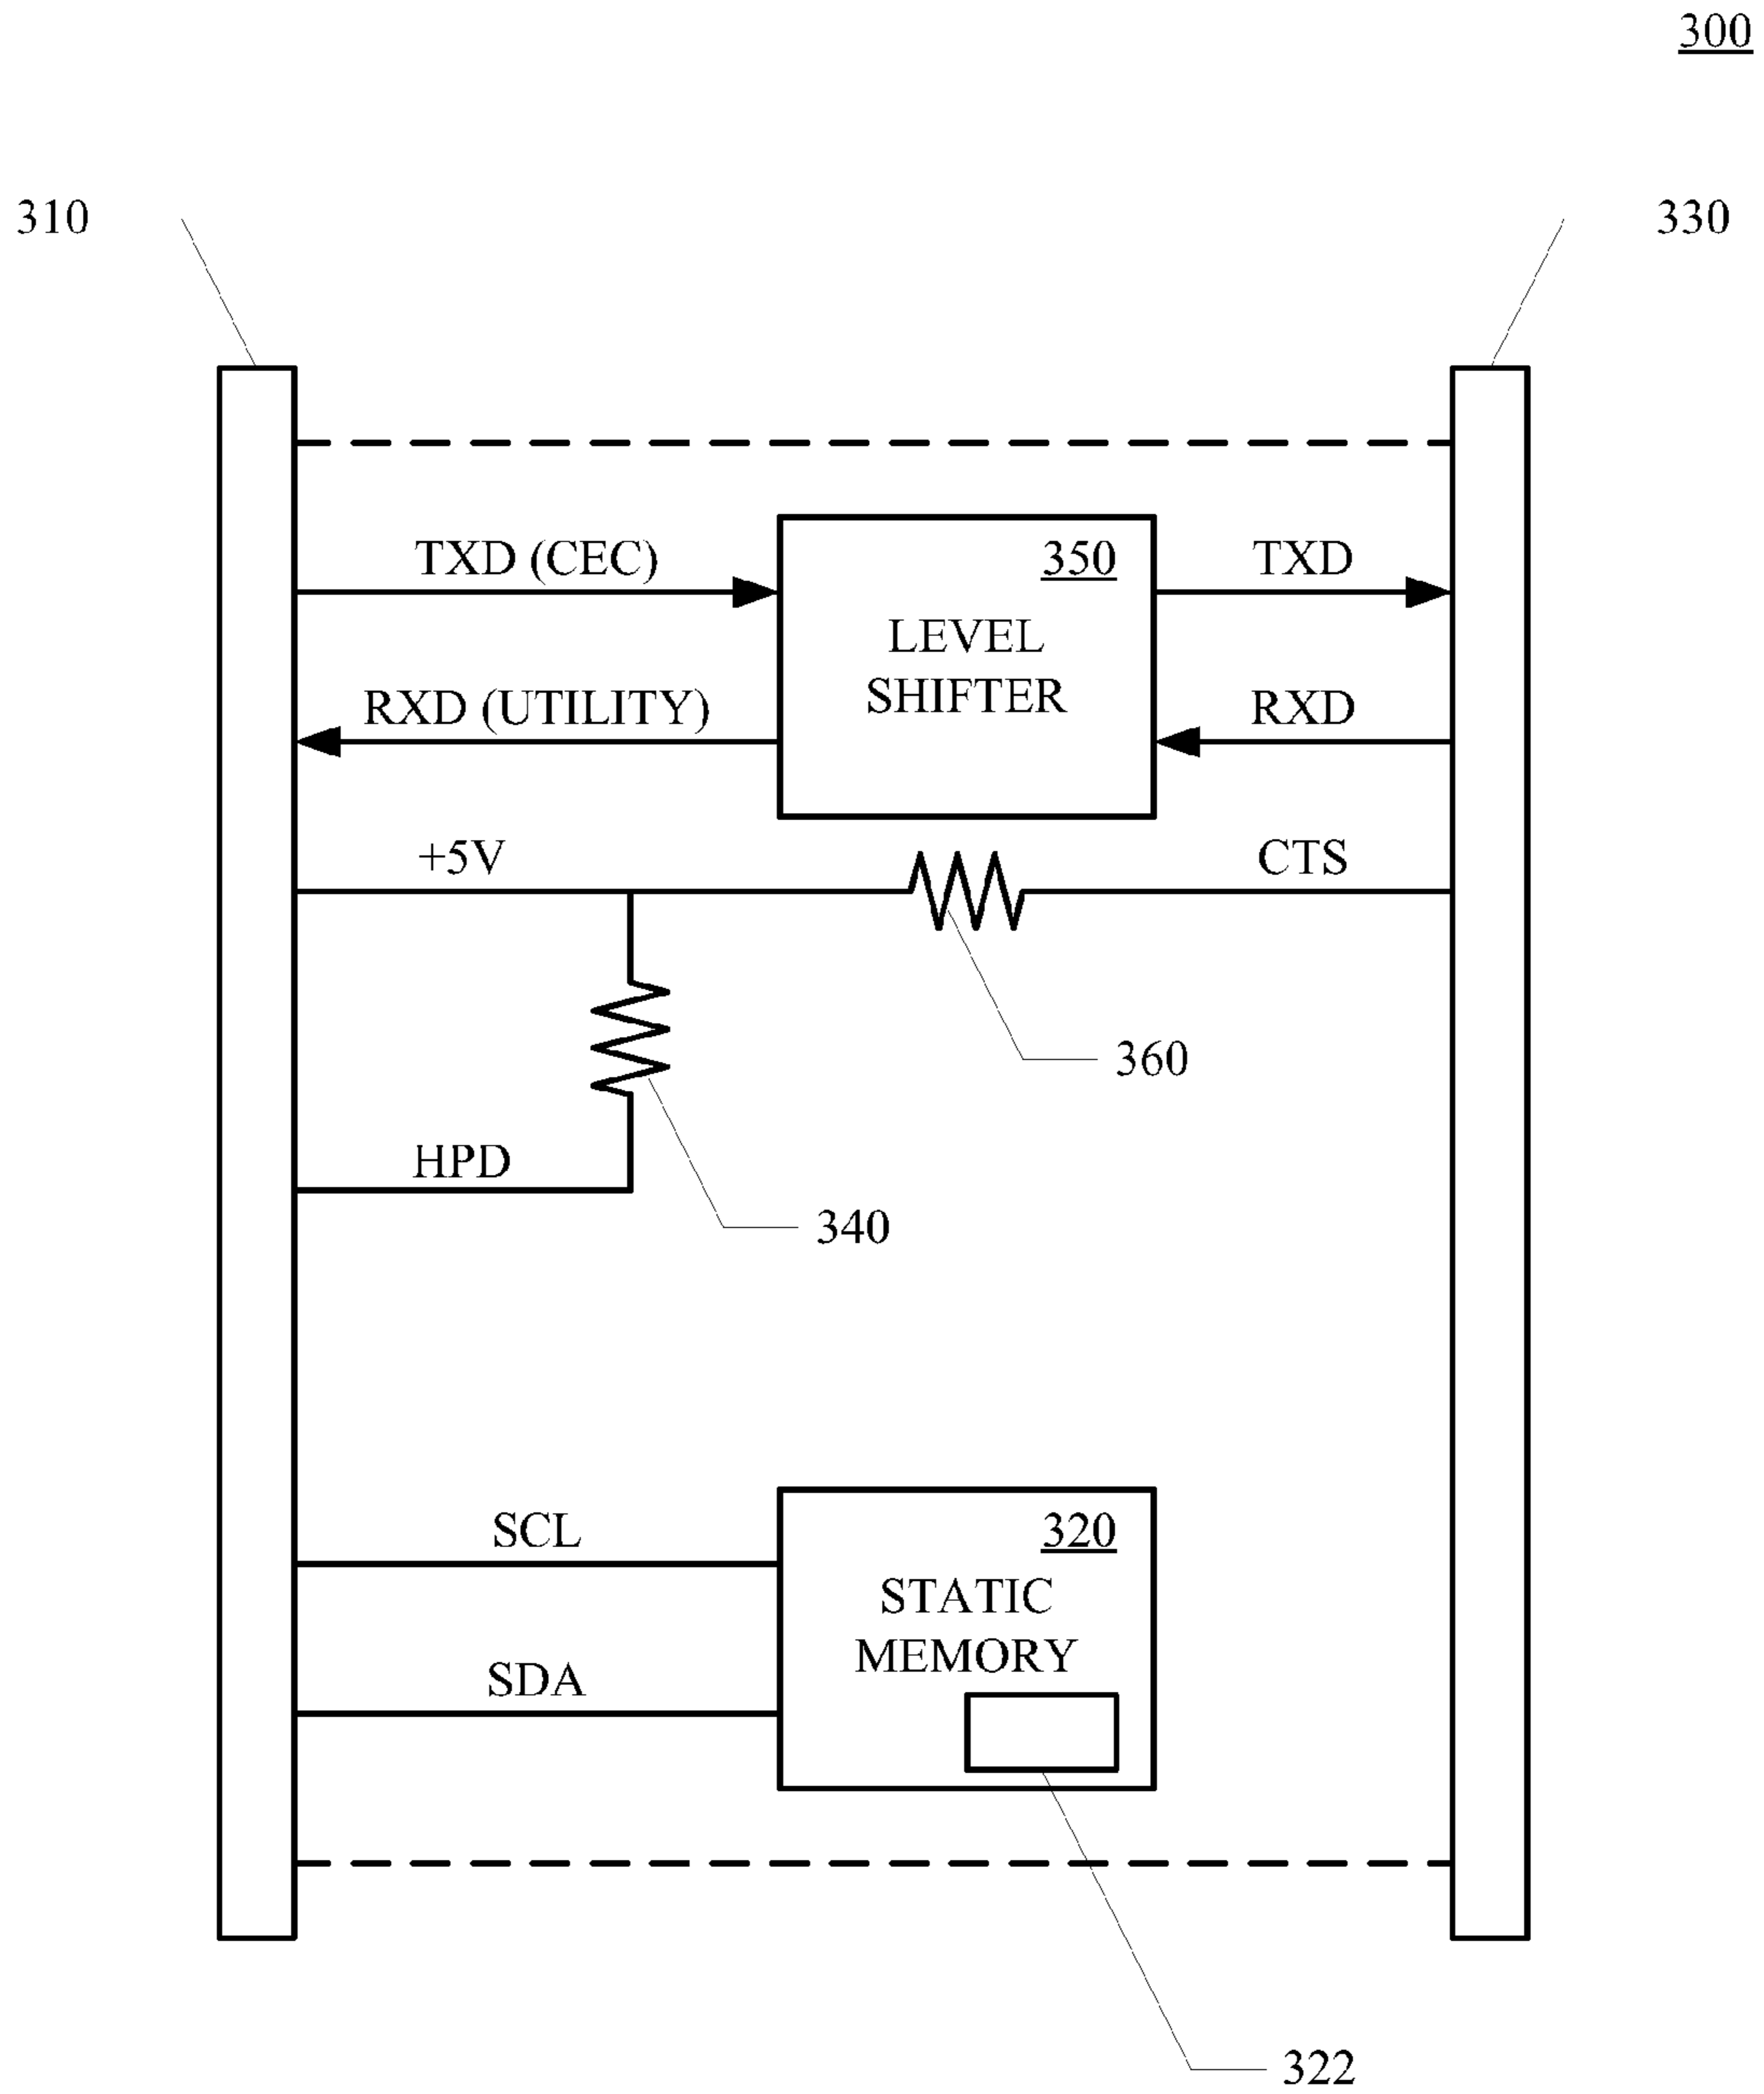 300
310
330
TXD (CEC)
350
TXD
LEVEL
SHIFTER
RXD (UTILITY)
RXD
+5V
CTS
360
HPD
340
SCL
320
STATIC
MEMORY
SDA
322